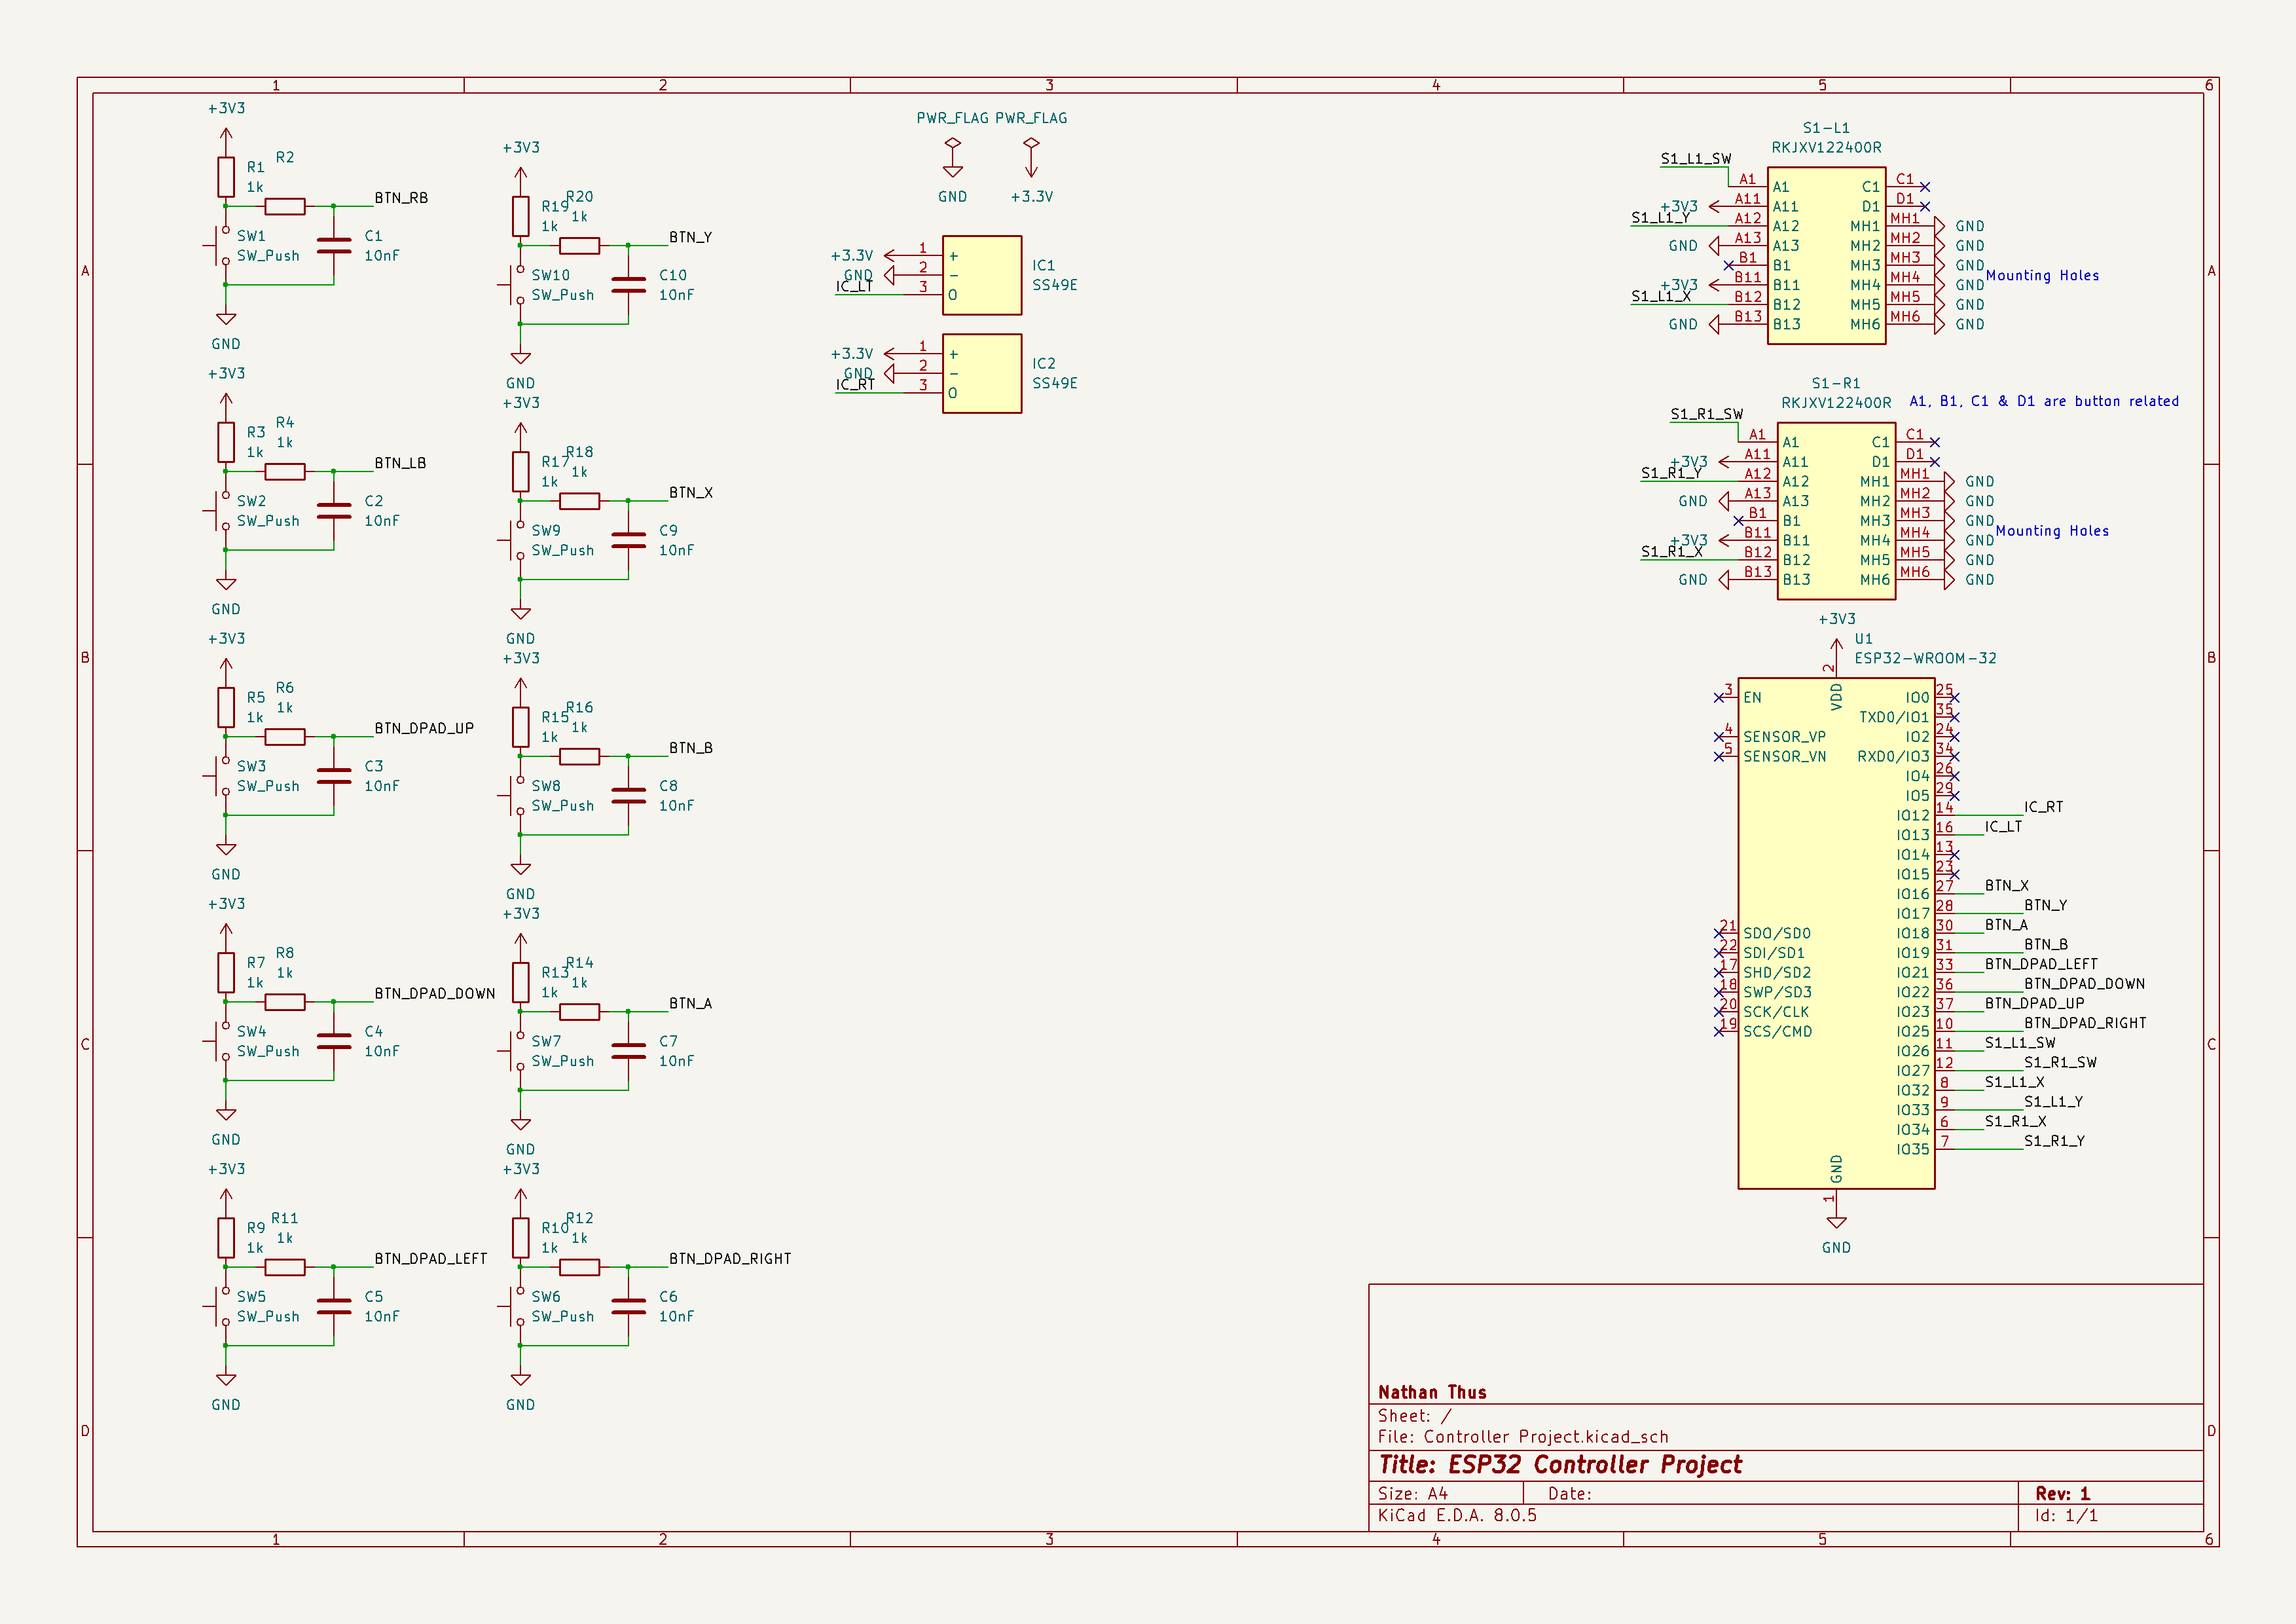 1 2 3 4 5 6
A
B
C
D
+3V3
R1
1k
R2
BTN_RB
SW1
SW_Push
C1
10nF
GND
+3V3
R3
1k
R4
1k
BTN_LB
SW2
SW_Push
C2
10nF
GND
+3V3
R5
1k
R6
1k
BTN_DPAD_UP
SW3
SW_Push
C3
10nF
GND
+3V3
R7
1k
R8
1k
BTN_DPAD_DOWN
SW4
SW_Push
C4
10nF
GND
+3V3
R9
1k
R11
1k
BTN_DPAD_LEFT
SW5
SW_Push
C5
10nF
GND
+3V3
R19
1k
R20
1k
BTN_Y
SW10
SW_Push
C10
10nF
GND
+3V3
R17
1k
R18
1k
BTN_X
SW9
SW_Push
C9
10nF
GND
+3V3
R15
1k
R16
1k
BTN_B
SW8
SW_Push
C8
10nF
GND
+3V3
R13
1k
R14
1k
BTN_A
SW7
SW_Push
C7
10nF
GND
+3V3
R10
1k
R12
1k
BTN_DPAD_RIGHT
SW6
SW_Push
C6
10nF
GND
PWR_FLAG PWR_FLAG
GND +3.3V
+3.3V 1 +
GND 2 -
IC_LT 3 O
IC1
SS49E
+3.3V 1 +
GND 2 -
IC_RT 3 O
IC2
SS49E
S1-L1
RKJXV122400R
S1_L1_SW A1 A1 C1 C1
+3V3 A11 A11 D1 D1
S1_L1_Y A12 A12 MH1 MH1 GND
GND A13 A13 MH2 MH2 GND
B1 B1 MH3 MH3 GND
+3V3 B11 B11 MH4 MH4 GND
S1_L1_X B12 B12 MH5 MH5 GND
GND B13 B13 MH6 MH6 GND
Mounting Hales
S1-R1
RKJXV122400R
A1, B1, C1 & D1 are button related
S1_R1_SW A1 A1 C1 C1
+3V3 A11 A11 D1 D1
S1_R1_Y A12 A12 MH1 MH1 GND
GND A13 A13 MH2 MH2 GND
B1 B1 MH3 MH3 GND
+3V3 B11 B11 MH4 MH4 GND
S1_R1_X B12 B12 MH5 MH5 GND
GND B13 B13 MH6 MH6 GND
Mounting Hales
+3V3
U1
ESP32-WROOM-32
2
VDD
3 EN
4 SENSOR_VP
5 SENSOR_VN
21 SDO/SD0
22 SDI/SD1
17 SHD/SD2
18 SWP/SD3
20 SCK/CLK
19 SCS/CMD
IO0 25
TXD0/IO1 35
IO2 24
RXD0/IO3 34
IO4 26
IO5 29
IO12 14 IC_RT
IO13 16 IC_LT
IO14 13
IO15 23
IO16 27 BTN_X
IO17 28 BTN_Y
IO18 30 BTN_A
IO19 31 BTN_B
IO21 33 BTN_DPAD_LEFT
IO22 36 BTN_DPAD_DOWN
IO23 37 BTN_DPAD_UP
IO25 10 BTN_DPAD_RIGHT
IO26 11 S1_L1_SW
IO27 12 S1_R1_SW
IO32 8 S1_L1_X
IO33 9 S1_L1_Y
IO34 6 S1_R1_X
IO35 7 S1_R1_Y
GND
1
GND
Nathan Thus
Sheet: /
File: Controller Project.kicad_sch
Title: ESP32 Controller Project
Size: A4 Date: Rev: 1
KiCad E.D.A. 8.0.5 Id: 1/1
A
B
C
D
1 2 3 4 5 6